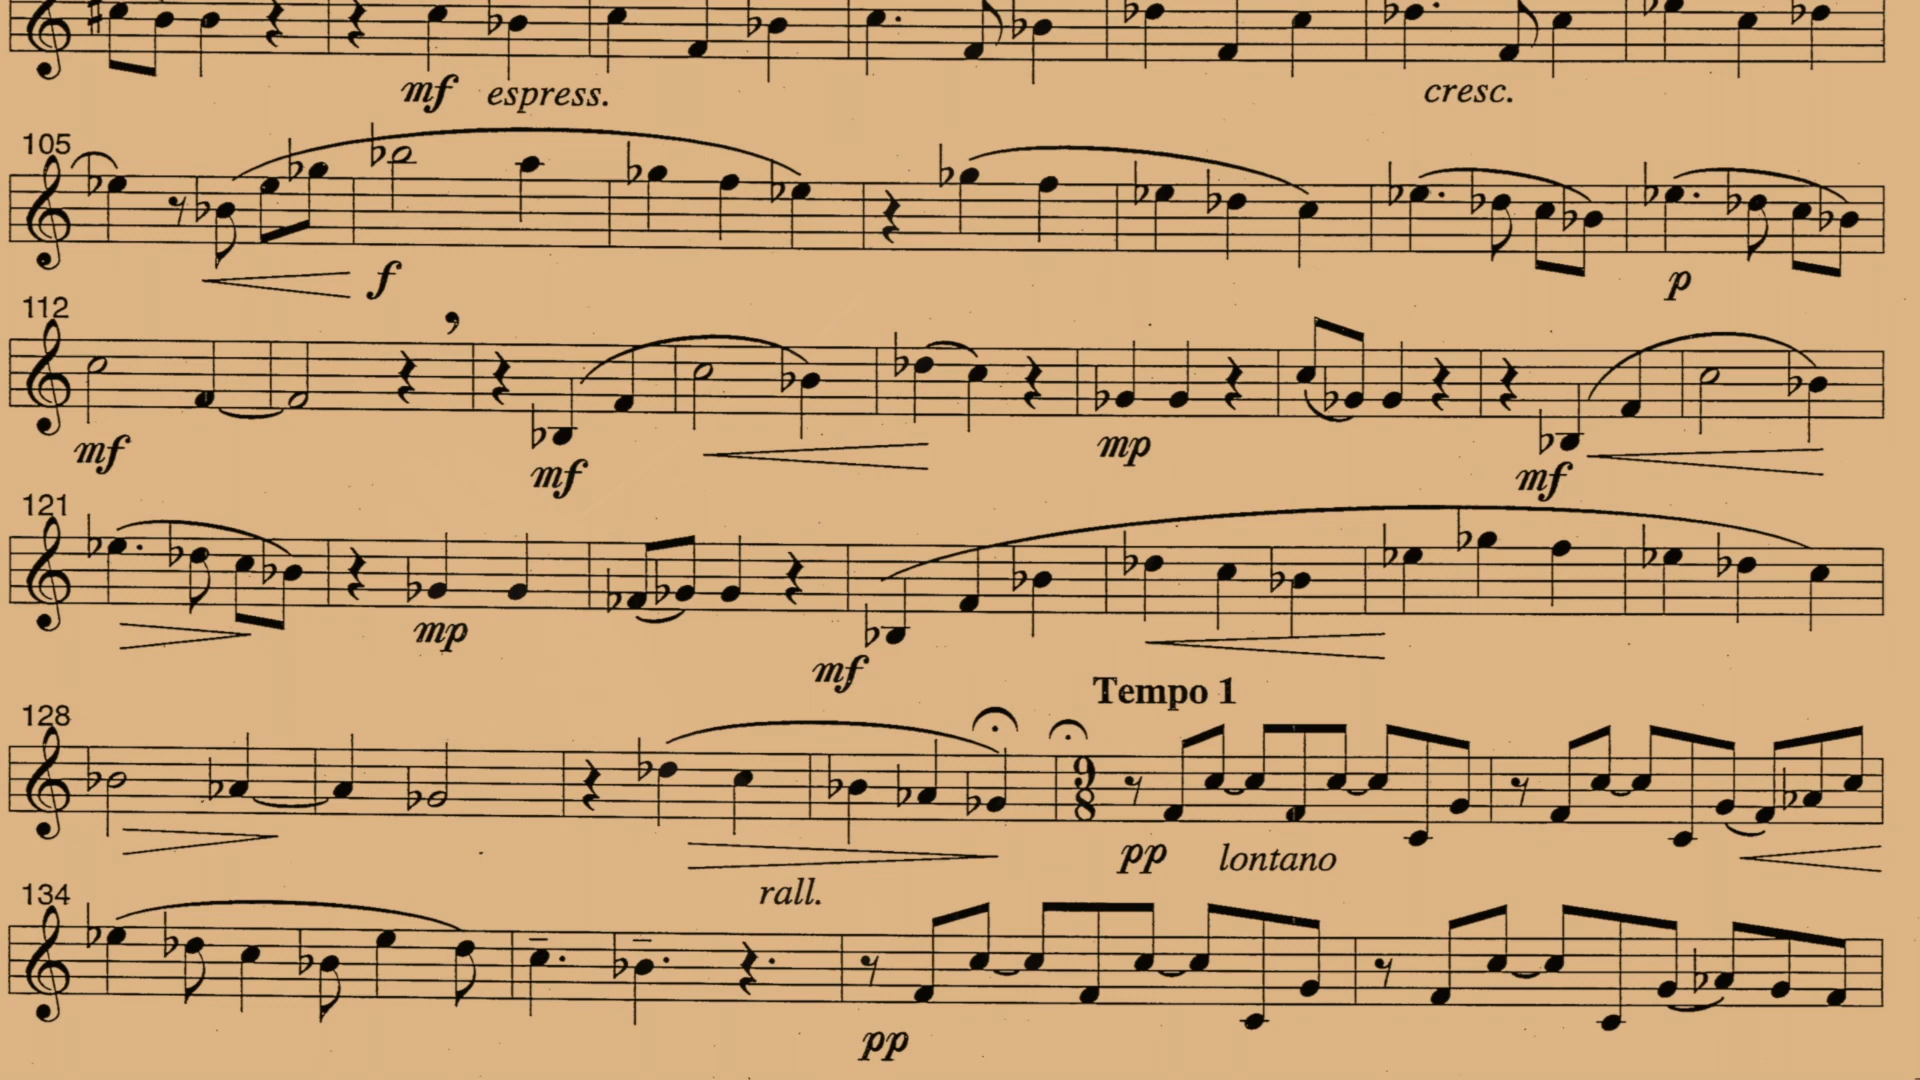 mf espress. cresc.
105
f p
112
mf mf mp mf
121
mp mf
Tempo 1
128
9
8
pp lontano
rall.
134
pp